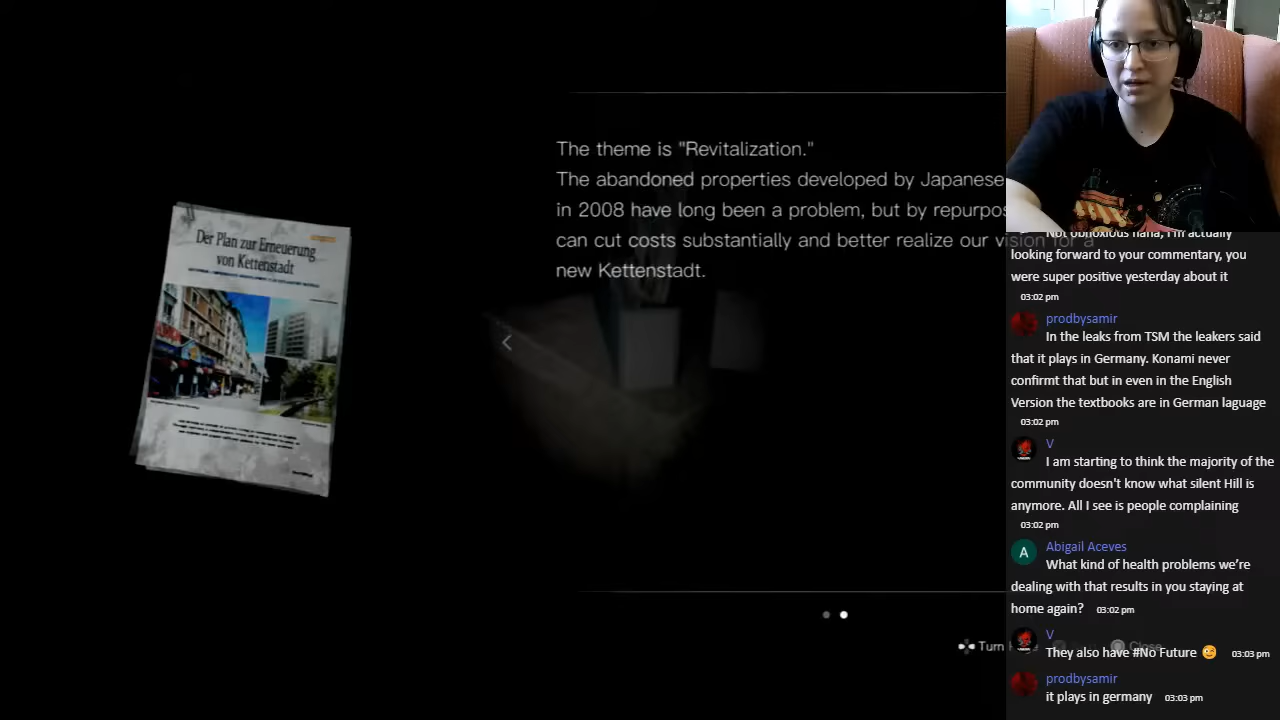 Der Plan zur Erneuerung
von Kettenstadt
The theme is "Revitalization."
The abandoned properties developed by Japanese
in 2008 have long been a problem, but by repurpos
can cut costs substantially and better realize our vision for a
new Kettenstadt.
Turn
Close
Not obnoxious haha, I'm actually
looking forward to your commentary, you
were super positive yesterday about it
03:02 pm
prodbysamir
In the leaks from TSM the leakers said
that it plays in Germany. Konami never
confirmt that but in even in the English
Version the textbooks are in German laguage
03:02 pm
V
I am starting to think the majority of the
community doesn't know what silent Hill is
anymore. All I see is people complaining
03:02 pm
A
Abigail Aceves
What kind of health problems we're
dealing with that results in you staying at
home again? 03:02 pm
V
They also have #No Future 03:03 pm
prodbysamir
it plays in germany 03:03 pm